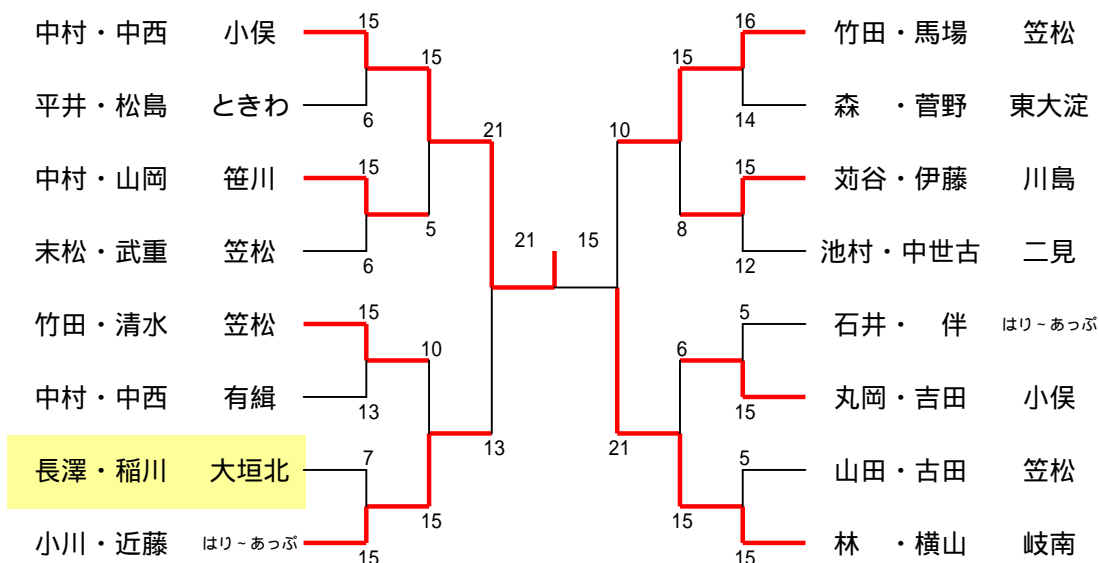 15 16
中村・中西 小俣 竹田・馬場 笠松
15 15
平井・松島 ときわ 森 ・菅野 東大淀
6 14
21 10
15 15
中村・山岡 笹川 苅谷・伊藤 川島
5 8
21 15
末松・武重 笠松 池村・中世古 二見
6 12
15 5
竹田・清水 笠松 石井・ 伴 はり~あっぷ
10 6
中村・中西 有緝 丸岡・吉田 小俣
13 15
13 21
7 5
長澤・稲川 大垣北 山田・古田 笠松
15 15
小川・近藤 はり~あっぷ 林 ・横山 岐南
15 15